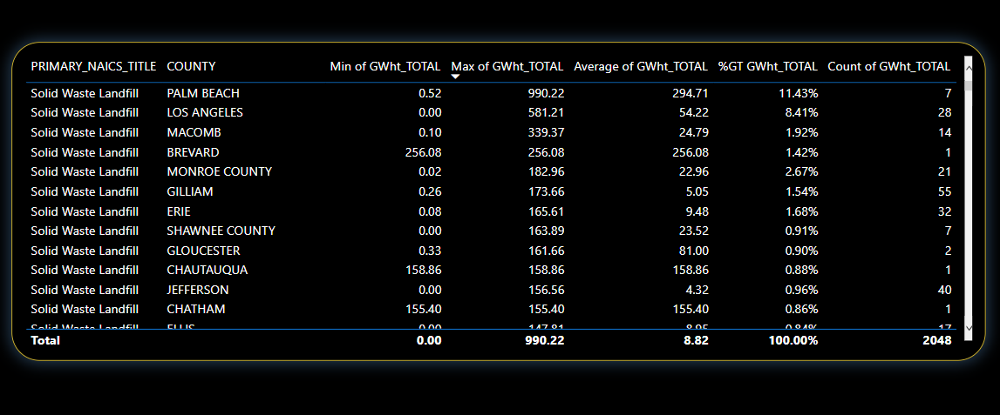 PRIMARY_NAICS_TITLE COUNTY Min of GWht_TOTAL Max of GWht_TOTAL Average of GWht_TOTAL %GT GWht_TOTAL Count of GWht_TOTAL
Solid Waste Landfill PALM BEACH 0.52 990.22 294.71 11.43% 7
Solid Waste Landfill LOS ANGELES 0.00 581.21 54.22 8.41% 28
Solid Waste Landfill MACOMB 0.10 339.37 24.79 1.92% 14
Solid Waste Landfill BREVARD 256.08 256.08 256.08 1.42% 1
Solid Waste Landfill MONROE COUNTY 0.02 182.96 22.96 2.67% 21
Solid Waste Landfill GILLIAM 0.26 173.66 5.05 1.54% 55
Solid Waste Landfill ERIE 0.08 165.61 9.48 1.68% 32
Solid Waste Landfill SHAWNEE COUNTY 0.00 163.89 23.52 0.91% 7
Solid Waste Landfill GLOUCESTER 0.33 161.66 81.00 0.90% 2
Solid Waste Landfill CHAUTAUQUA 158.86 158.86 158.86 0.88% 1
Solid Waste Landfill JEFFERSON 0.00 156.56 4.32 0.96% 40
Solid Waste Landfill CHATHAM 155.40 155.40 155.40 0.86% 1
Solid Waste Landfill ELLIS 0.00 147.81 8.95 0.84% 17
Total 0.00 990.22 8.82 100.00% 2048